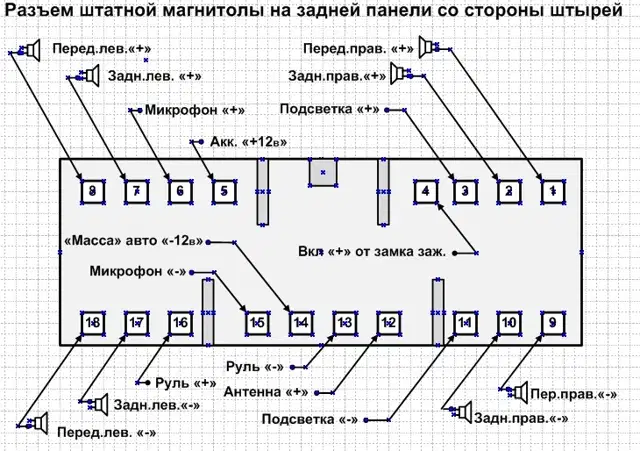 Разъем штатной магнитолы на задней панели со стороны штырей
Перед.лев.«+»
Перед.прав. «+»
Задн.лев. «+»
Задн.прав.«+»
Микрофон «+»
Подсветка «+»
Акк. «+12в»
8 7 6 5 4 3 2 1
«Масса» авто «-12в»
Вкл «+» от замка заж.
Микрофон «-»
18 17 16 15 14 13 12 11 10 9
Руль «-»
Руль «+»
Антенна «+»
Пер.прав.«-»
Задн.лев.«-»
Подсветка «-»
Задн.прав.«-»
Перед.лев. «-»